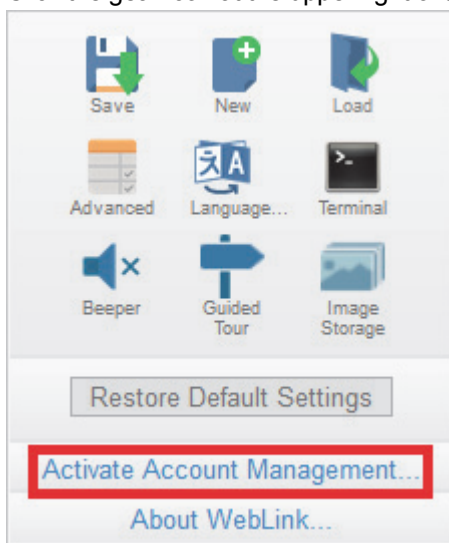 Save New Load
Advanced Language... Terminal
Beeper Guided Tour Image Storage
Restore Default Settings
Activate Account Management...
About WebLink...